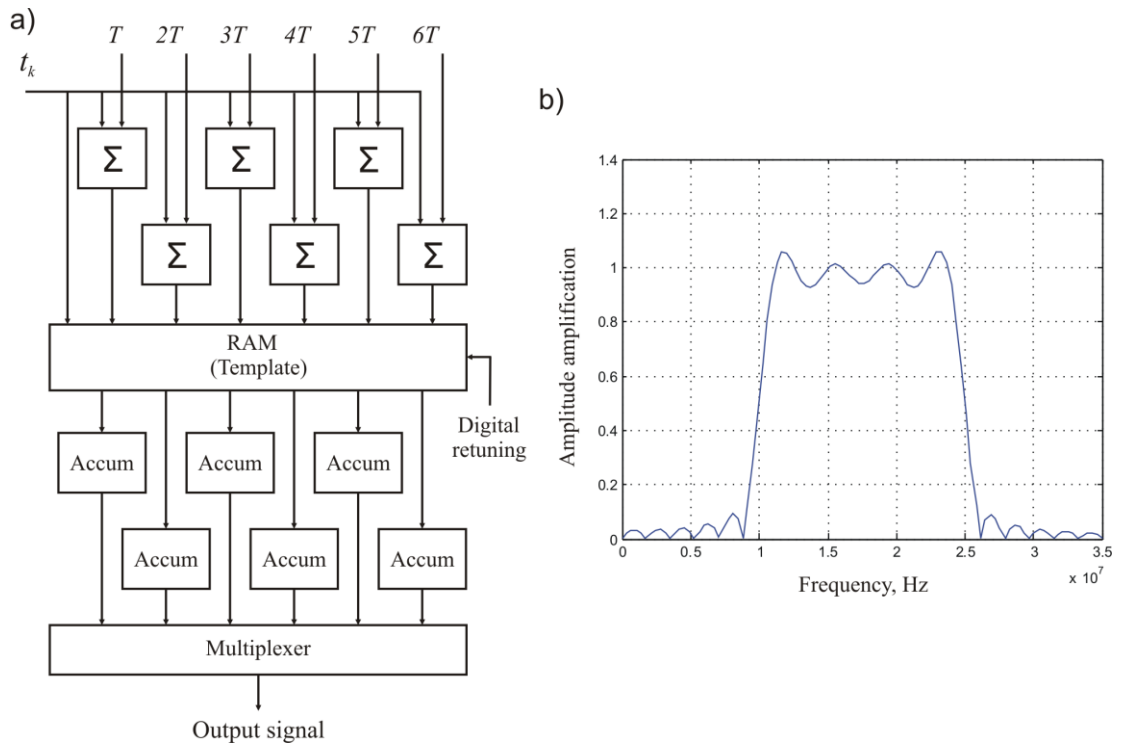 a)
T 2T 3T 4T 5T 6T
t_k
Σ Σ Σ
Σ Σ Σ
RAM
(Template)
Digital
retuning
Accum Accum Accum
Accum Accum Accum
Multiplexer
Output signal
b)
1.4
1.2
1
0.8
0.6
0.4
0.2
0
Amplitude amplification
0 0.5 1 1.5 2 2.5 3 3.5
x 10^7
Frequency, Hz